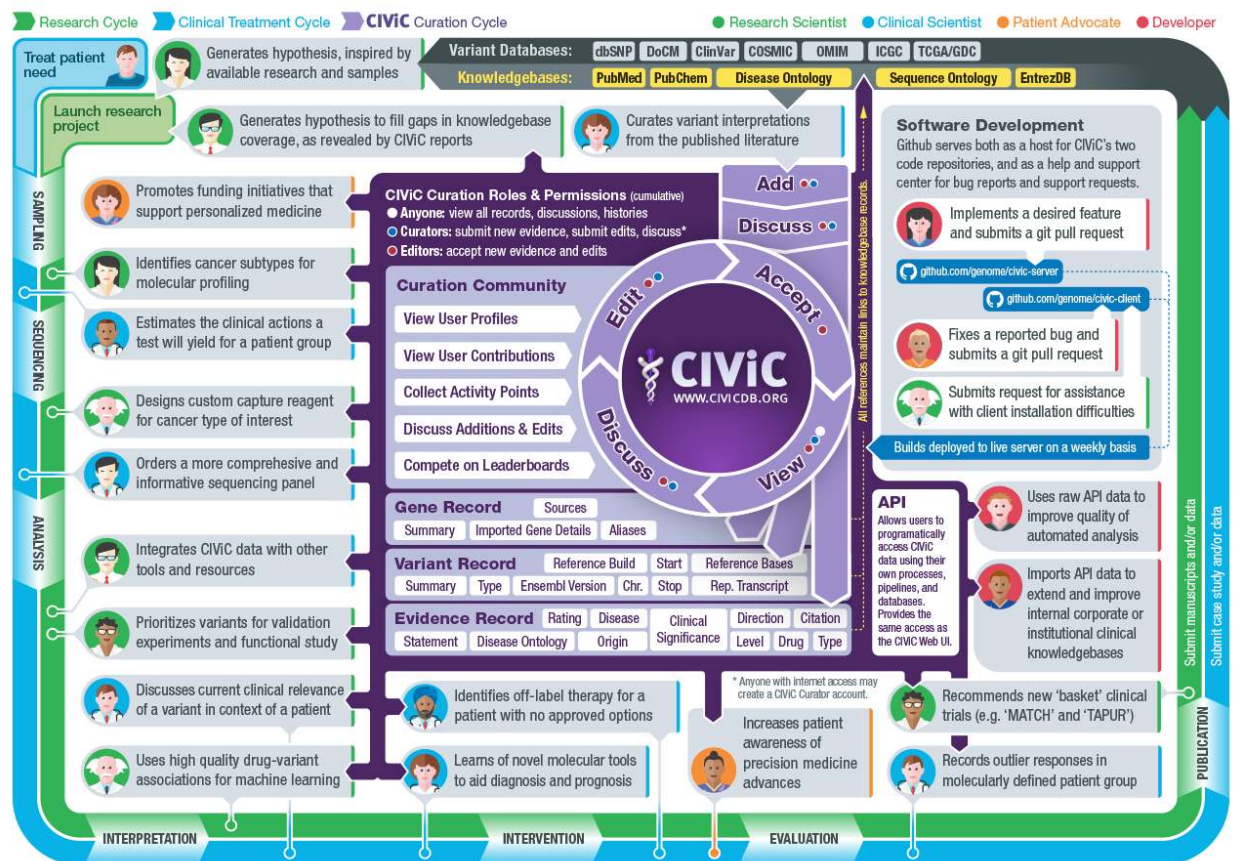 Research Cycle
Clinical Treatment Cycle
CIViC Curation Cycle
Research Scientist
Clinical Scientist
Patient Advocate
Developer
Treat patient
need
Generates hypothesis, inspired by
available research and samples
Variant Databases:
dbSNP
DoCM
ClinVar
COSMIC
OMIM
ICGC
TCGA/GDC
Knowledgebases:
PubMed
PubChem
Disease Ontology
Sequence Ontology
EntrezDB
Launch research
project
Generates hypothesis to fill gaps in knowledgebase
coverage, as revealed by CIViC reports
Curates variant interpretations
from the published literature
Software Development
Github serves both as a host for CIViC's two
code repositories, and as a help and support
center for bug reports and support requests.
Implements a desired feature
and submits a git pull request
github.com/genome/civic-server
github.com/genome/civic-client
Fixes a reported bug and
submits a git pull request
Submits request for assistance
with client installation difficulties
Builds deployed to live server on a weekly basis
All references maintain links to knowledgebase records.
SAMPLING
SEQUENCING
ANALYSIS
Promotes funding initiatives that
support personalized medicine
Identifies cancer subtypes for
molecular profiling
Estimates the clinical actions a
test will yield for a patient group
Designs custom capture reagent
for cancer type of interest
Orders a more comprehesive and
informative sequencing panel
Integrates CIViC data with other
tools and resources
Prioritizes variants for validation
experiments and functional study
Discusses current clinical relevance
of a variant in context of a patient
Uses high quality drug-variant
associations for machine learning
CIViC Curation Roles & Permissions (cumulative)
Anyone: view all records, discussions, histories
Curators: submit new evidence, submit edits, discuss*
Editors: accept new evidence and edits
Add
Discuss
Accept
View
Discuss
Edit
CIViC
WWW.CIVICDB.ORG
Curation Community
View User Profiles
View User Contributions
Collect Activity Points
Discuss Additions & Edits
Compete on Leaderboards
Gene Record
Sources
Summary
Imported Gene Details
Aliases
Variant Record
Reference Build
Start
Reference Bases
Summary
Type
Ensembl Version
Chr.
Stop
Rep. Transcript
Evidence Record
Rating
Disease
Clinical
Significance
Direction
Citation
Statement
Disease Ontology
Origin
Level
Drug
Type
API
Allows users to
programatically
access CIViC
data using their
own processes,
pipelines, and
databases.
Provides the
same access as
the CIViC Web UI.
Uses raw API data to
improve quality of
automated analysis
Imports API data to
extend and improve
internal corporate or
institutional clinical
knowledgebases
Identifies off-label therapy for a
patient with no approved options
Learns of novel molecular tools
to aid diagnosis and prognosis
* Anyone with internet access may
create a CIViC Curator account.
Increases patient
awareness of
precision medicine
advances
Recommends new 'basket' clinical
trials (e.g. 'MATCH' and 'TAPUR')
Records outlier responses in
molecularly defined patient group
Submit manuscripts and/or data
Submit case study and/or data
PUBLICATION
INTERPRETATION
INTERVENTION
EVALUATION